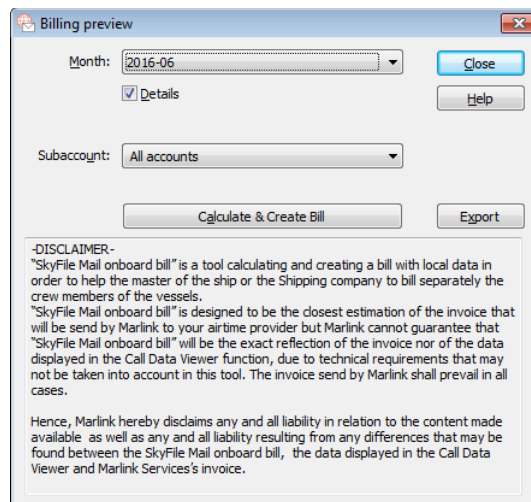 Billing preview
Month:
2016-06
Close
Details
Help
Subaccount:
All accounts
Calculate & Create Bill
Export
-DISCLAIMER-
“SkyFile Mail onboard bill” is a tool calculating and creating a bill with local data in
order to help the master of the ship or the Shipping company to bill separately the
crew members of the vessels.
“SkyFile Mail onboard bill” is designed to be the closest estimation of the invoice that
will be send by Marlink to your airtime provider but Marlink cannot guarantee that
“SkyFile Mail onboard bill” will be the exact reflection of the invoice nor of the data
displayed in the Call Data Viewer function, due to technical requirements that may
not be taken into account in this tool. The invoice send by Marlink shall prevail in all
cases.
Hence, Marlink hereby disclaims any and all liability in relation to the content made
available  as well as any and all liability resulting from any differences that may be
found between the SkyFile Mail onboard bill,  the data displayed in the Call Data
Viewer and Marlink Services's invoice.